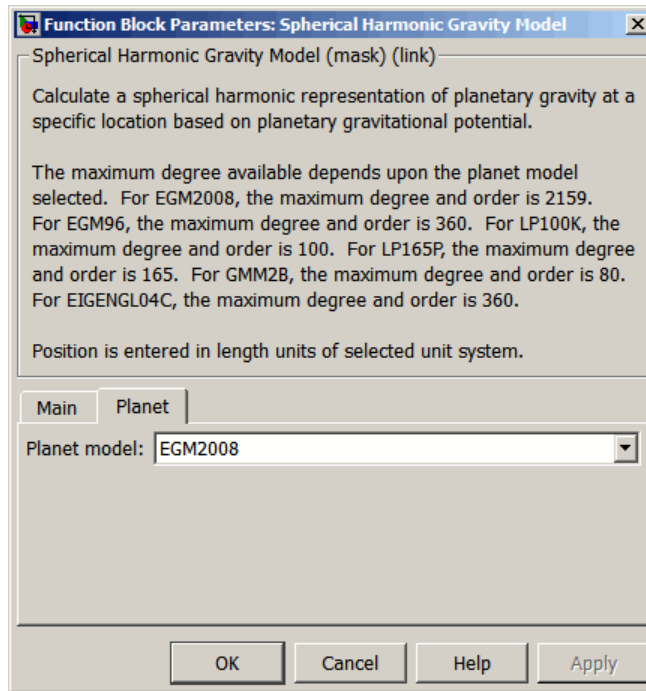 Function Block Parameters: Spherical Harmonic Gravity Model
Spherical Harmonic Gravity Model (mask) (link)
Calculate a spherical harmonic representation of planetary gravity at a
specific location based on planetary gravitational potential.
The maximum degree available depends upon the planet model
selected. For EGM2008, the maximum degree and order is 2159.
For EGM96, the maximum degree and order is 360. For LP100K, the
maximum degree and order is 100. For LP165P, the maximum degree
and order is 165. For GMM2B, the maximum degree and order is 80.
For EIGENGL04C, the maximum degree and order is 360.
Position is entered in length units of selected unit system.
Main Planet
Planet model: EGM2008
OK Cancel Help Apply